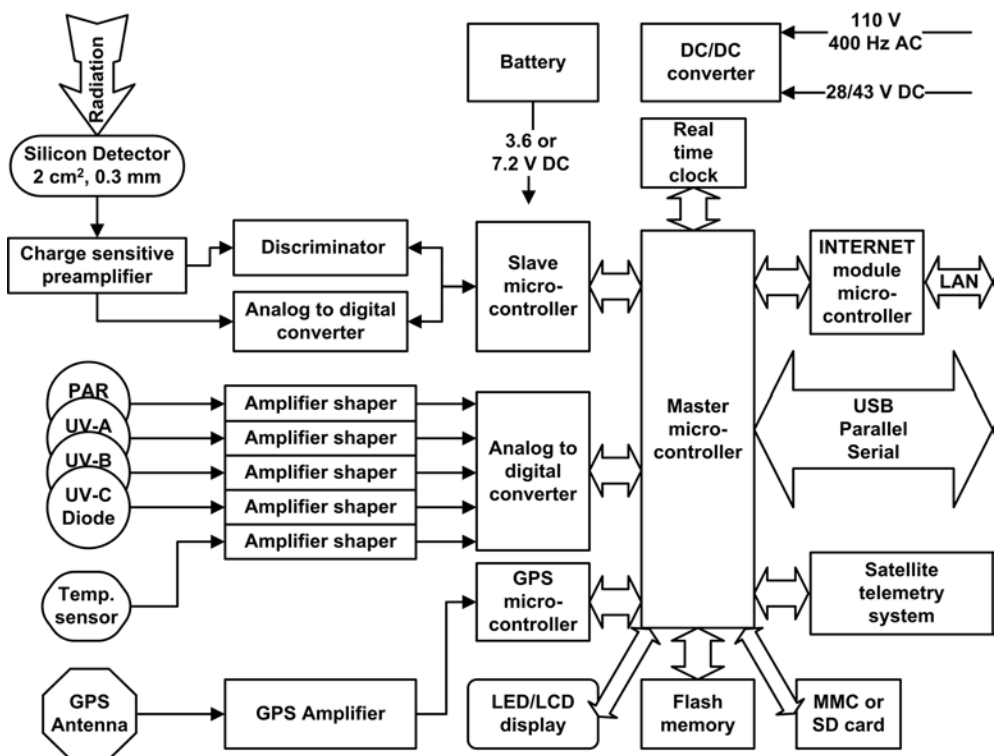 Radiation
Silicon Detector
2 cm², 0.3 mm
Battery
DC/DC
converter
110 V
400 Hz AC
28/43 V DC
3.6 or
7.2 V DC
Real
time
clock
Charge sensitive
preamplifier
Discriminator
Analog to digital
converter
Slave
micro-
controller
INTERNET
module
micro-
controller
LAN
PAR
UV-A
UV-B
UV-C
Diode
Amplifier shaper
Amplifier shaper
Amplifier shaper
Amplifier shaper
Amplifier shaper
Analog to
digital
converter
Master
micro-
controller
USB
Parallel
Serial
Temp.
sensor
GPS
micro-
controller
Satellite
telemetry
system
GPS
Antenna
GPS Amplifier
LED/LCD
display
Flash
memory
MMC or
SD card